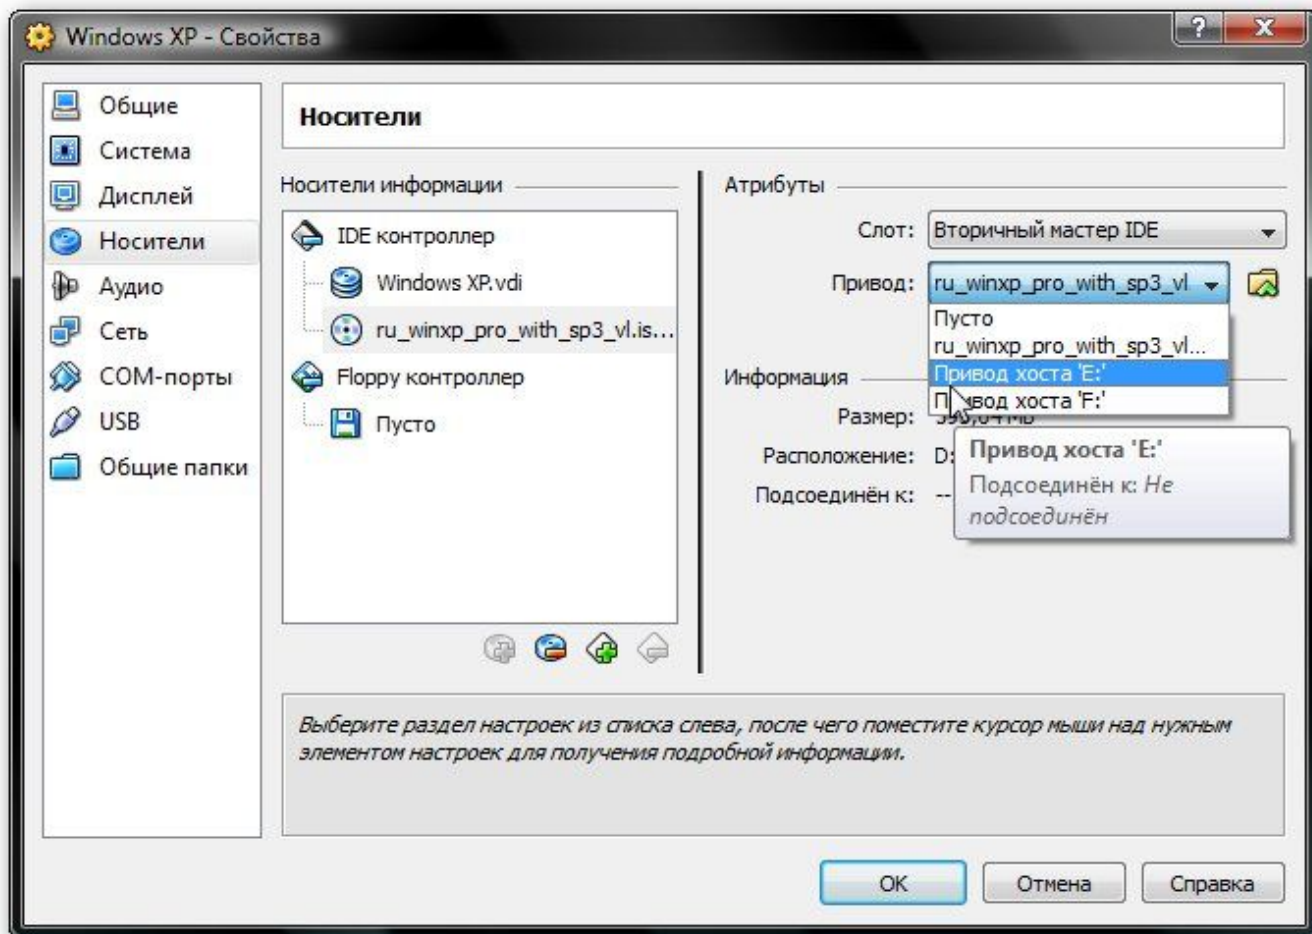 Windows XP - Свойства
?
X
Общие
Система
Дисплей
Носители
Аудио
Сеть
COM-порты
USB
Общие папки
Носители
Носители информации
IDE контроллер
Windows XP.vdi
ru_winxp_pro_with_sp3_vl.is...
Floppy контроллер
Пусто
Атрибуты
Слот: Вторичный мастер IDE
Привод: ru_winxp_pro_with_sp3_vl
Пусто
ru_winxp_pro_with_sp3_vl...
Привод хоста 'E:'
Привод хоста 'F:'
Информация
Размер:
Расположение: D:
Подсоединён к: --
Привод хоста 'E:'
Подсоединён к: Не
подсоединён
Выберите раздел настроек из списка слева, после чего поместите курсор мыши над нужным
элементом настроек для получения подробной информации.
OK
Отмена
Справка